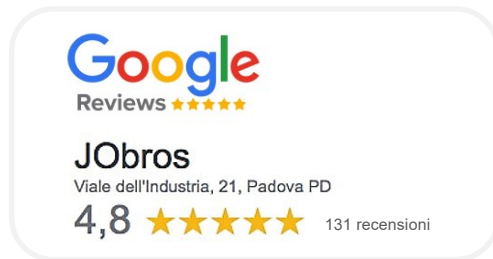 Google
Reviews
JObros
Viale dell'Industria, 21, Padova PD
4,8 131 recensioni